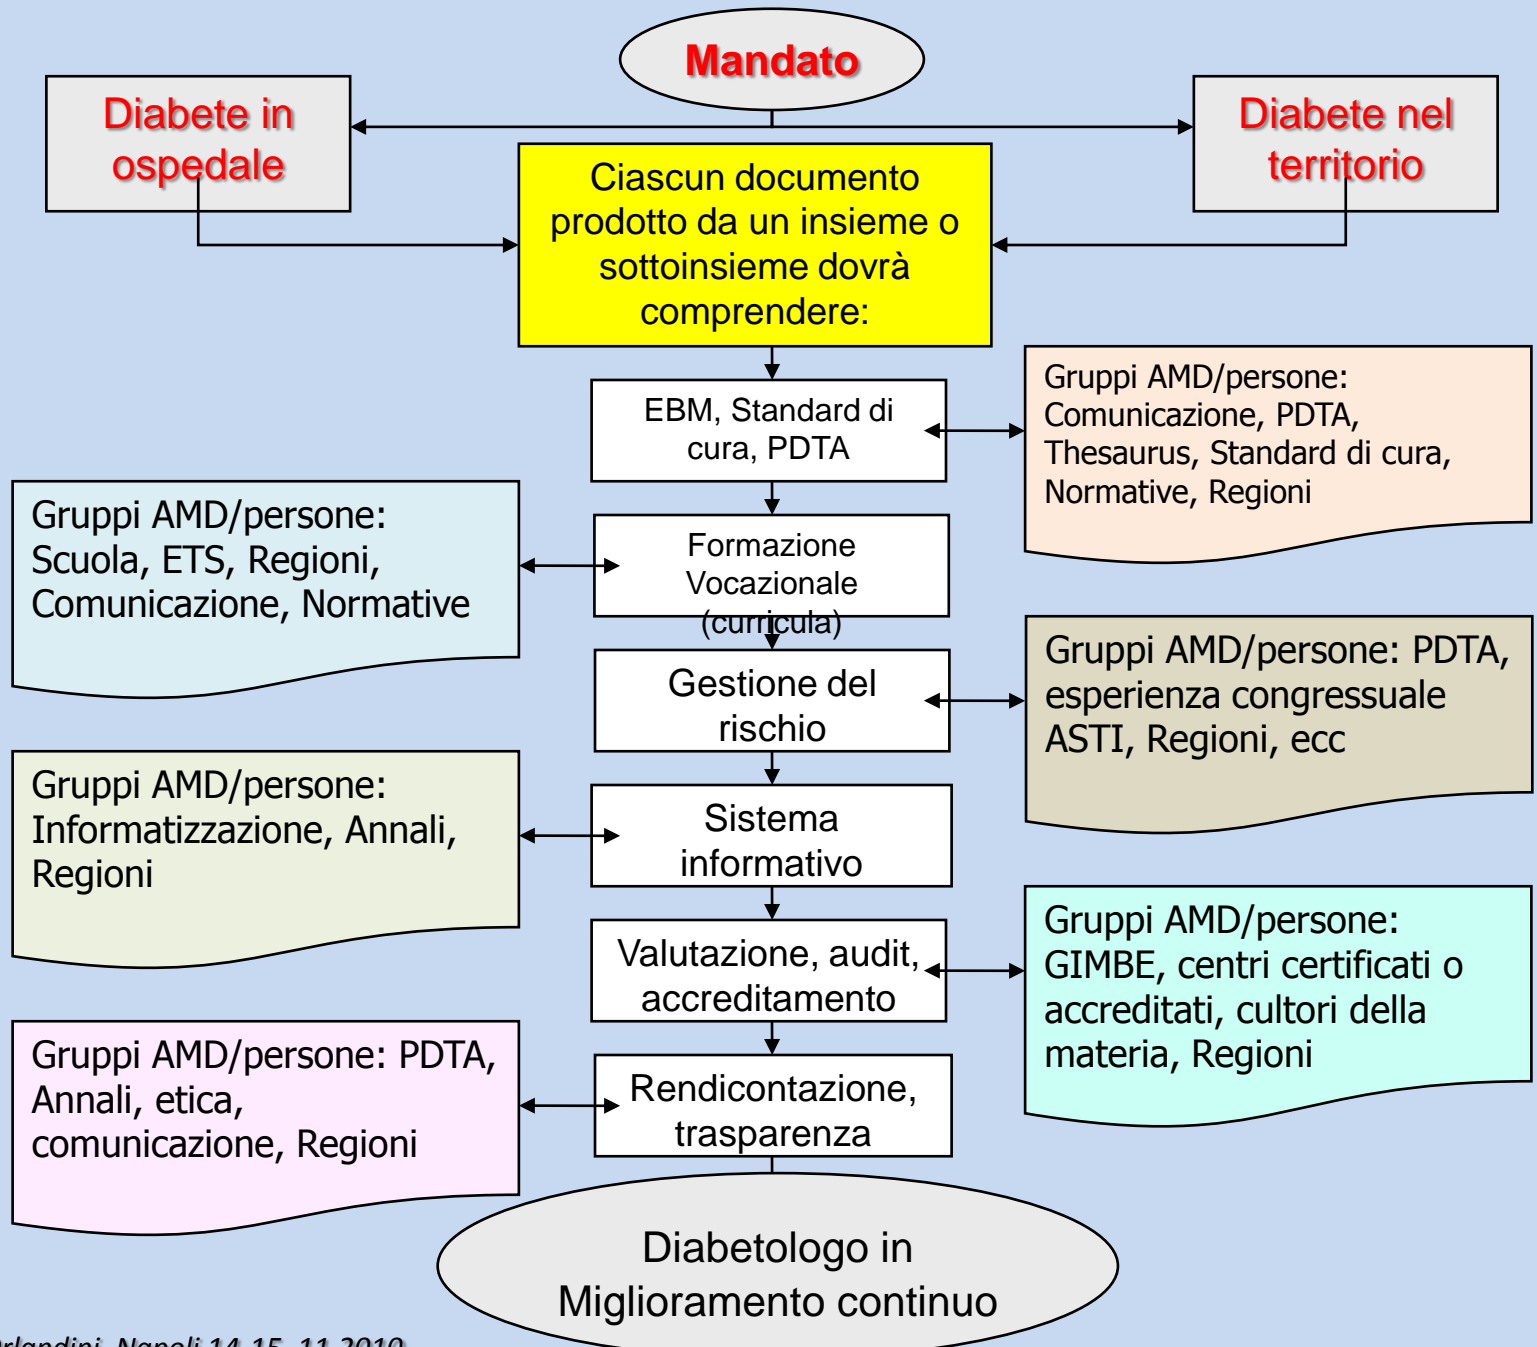 Mandato
Diabete in
ospedale
Diabete nel
territorio
Ciascun documento
prodotto da un insieme o
sottoinsieme dovrà
comprendere:
EBM, Standard di
cura, PDTA
Gruppi AMD/persone:
Comunicazione, PDTA,
Thesaurus, Standard di cura,
Normative, Regioni
Gruppi AMD/persone:
Scuola, ETS, Regioni,
Comunicazione, Normative
Formazione
Vocazionale
(curricula)
Gestione del
rischio
Gruppi AMD/persone: PDTA,
esperienza congressuale
ASTI, Regioni, ecc
Gruppi AMD/persone:
Informatizzazione, Annali,
Regioni
Sistema
informativo
Valutazione, audit,
accreditamento
Gruppi AMD/persone:
GIMBE, centri certificati o
accreditati, cultori della
materia, Regioni
Gruppi AMD/persone: PDTA,
Annali, etica,
comunicazione, Regioni
Rendicontazione,
trasparenza
Diabetologo in
Miglioramento continuo
Napoli 14-15, 11 2010